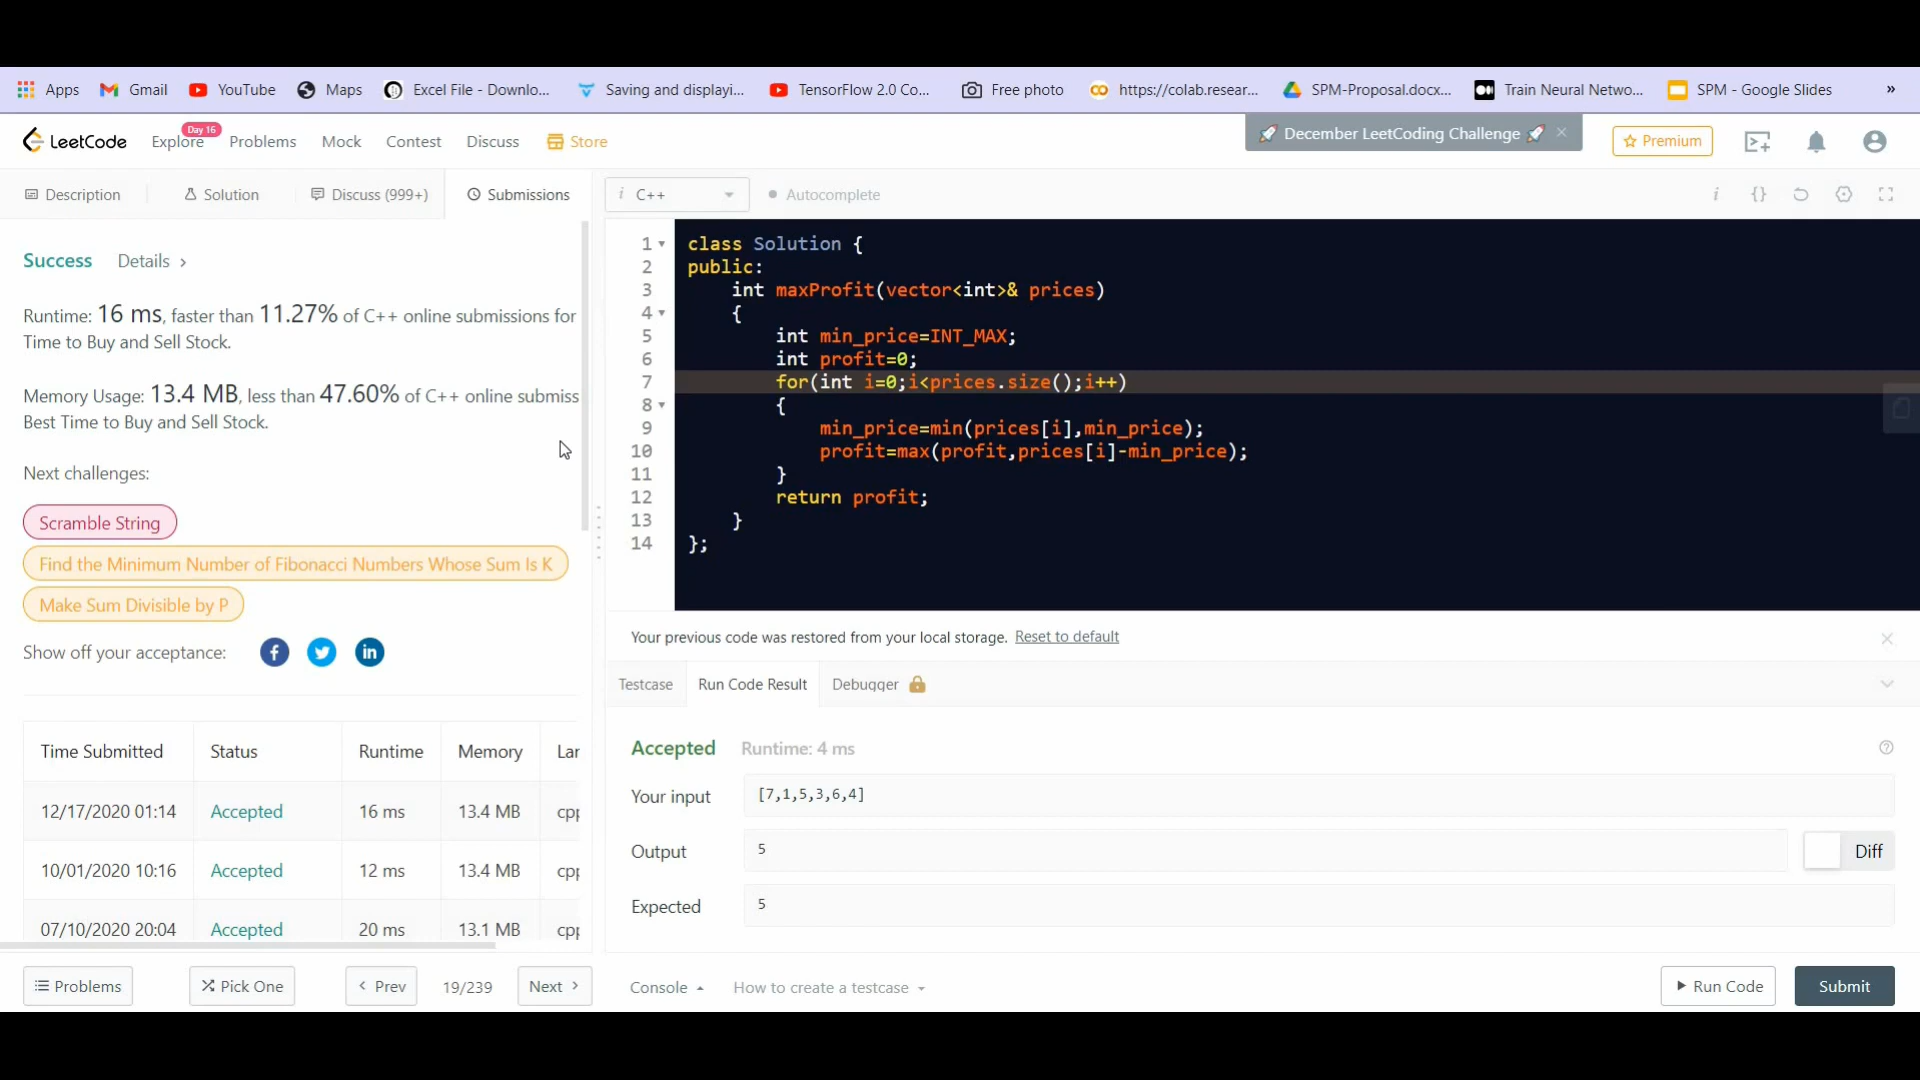 Apps Gmail YouTube Maps Excel File - Downlo... Saving and displayi... TensorFlow 2.0 Co... Free photo https://colab.resear... SPM-Proposal.docx... Train Neural Netwo... SPM - Google Slides »
LeetCode Explore Day 16 Problems Mock Contest Discuss Store December LeetCoding Challenge × Premium
Description Solution Discuss (999+) Submissions
i C++ Autocomplete i {}
Success Details >
Runtime: 16 ms, faster than 11.27% of C++ online submissions for
Time to Buy and Sell Stock.
Memory Usage: 13.4 MB, less than 47.60% of C++ online submiss
Best Time to Buy and Sell Stock.
Next challenges:
Scramble String
Find the Minimum Number of Fibonacci Numbers Whose Sum Is K
Make Sum Divisible by P
Show off your acceptance: f in
Time Submitted Status Runtime Memory Lar
12/17/2020 01:14 Accepted 16 ms 13.4 MB cpp
10/01/2020 10:16 Accepted 12 ms 13.4 MB cpp
07/10/2020 20:04 Accepted 20 ms 13.1 MB cpp
Problems Pick One < Prev 19/239 Next >
1 class Solution {
2 public:
3 int maxProfit(vector<int>& prices)
4 {
5 int min_price=INT_MAX;
6 int profit=0;
7 for(int i=0;i<prices.size();i++)
8 {
9 min_price=min(prices[i],min_price);
10 profit=max(profit,prices[i]-min_price);
11 }
12 return profit;
13 }
14 };
Your previous code was restored from your local storage. Reset to default
Testcase Run Code Result Debugger
Accepted Runtime: 4 ms
Your input [7,1,5,3,6,4]
Output 5 Diff
Expected 5
Console How to create a testcase Run Code Submit